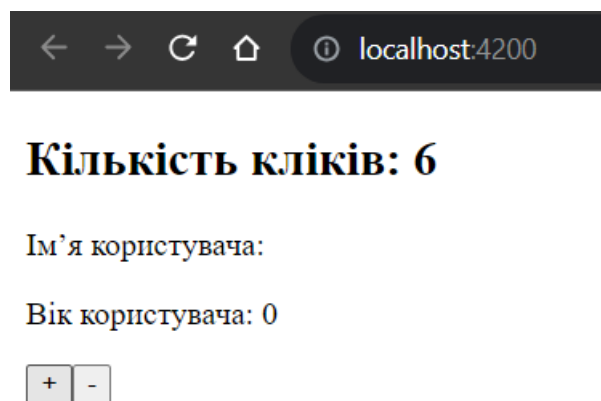 localhost:4200
Кількість кліків: 6
Ім’я користувача:
Вік користувача: 0
+ -